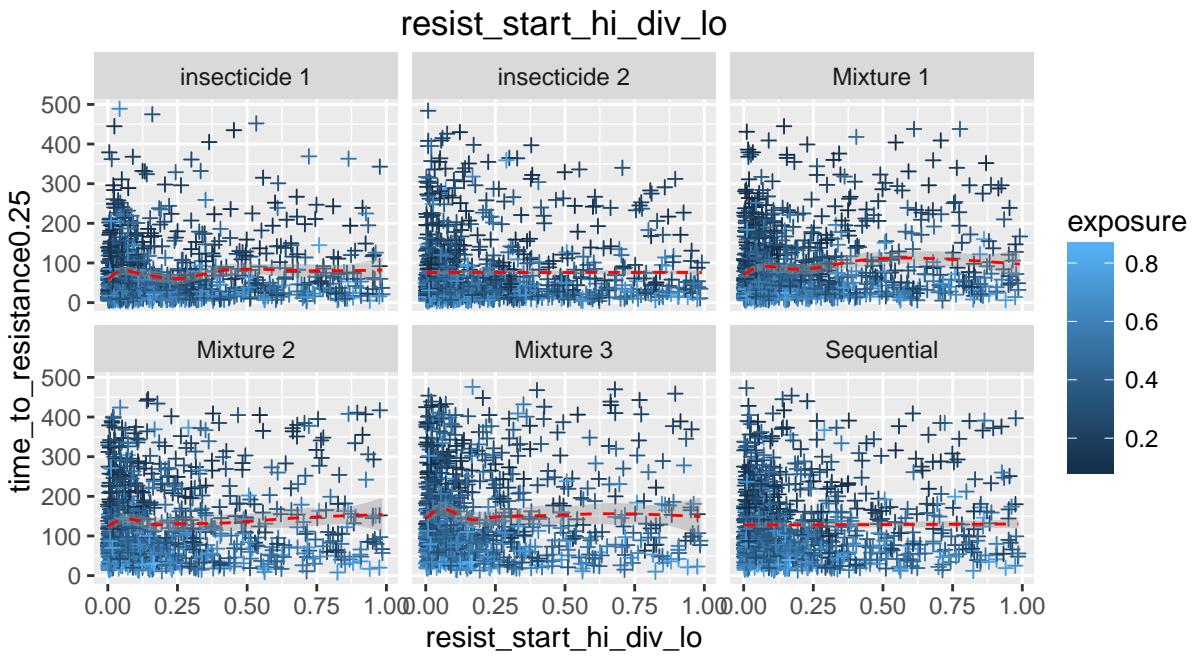 resist_start_hi_div_lo
insecticide 1 insecticide 2 Mixture 1
500
400
300
200
100
0
Mixture 2 Mixture 3 Sequential
500
400
300
200
100
0
0.00 0.25 0.50 0.75 1.00 0.00 0.25 0.50 0.75 1.00 0.00 0.25 0.50 0.75 1.00
resist_start_hi_div_lo
time_to_resistance0.25
exposure
0.8
0.6
0.4
0.2